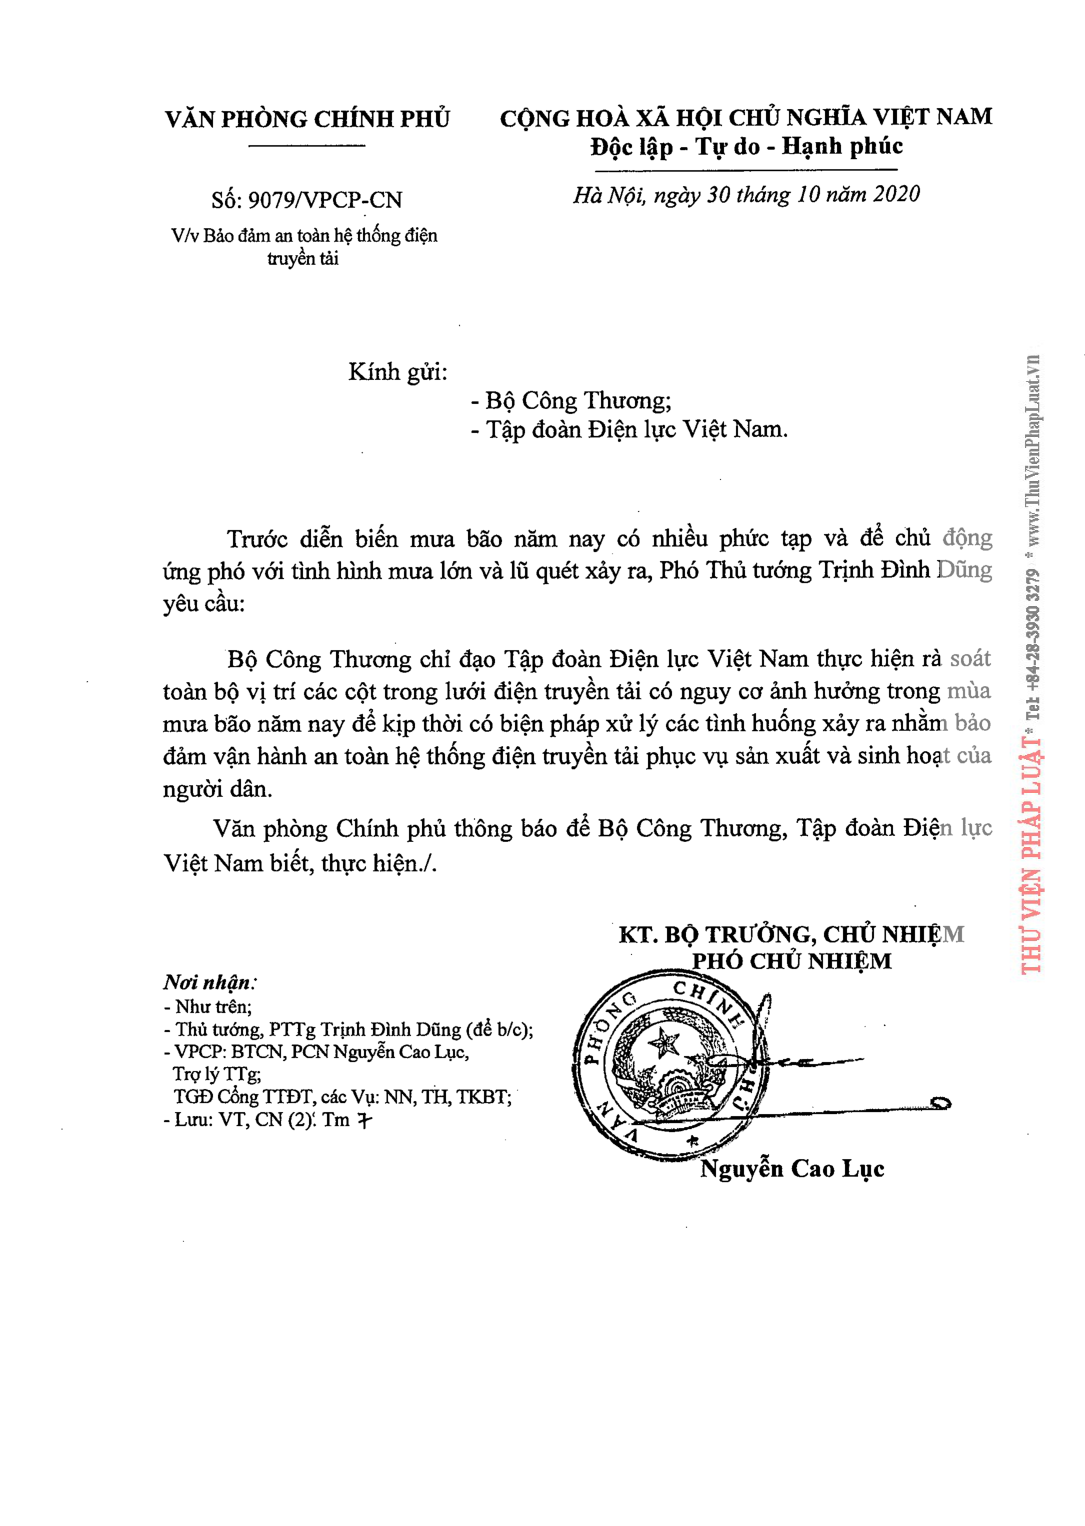 VĂN PHÒNG CHÍNH PHỦ
CỘNG HOÀ XÃ HỘI CHỦ NGHĨA VIỆT NAM
Độc lập - Tự do - Hạnh phúc
Số: 9079/VPCP-CN
Hà Nội, ngày 30 tháng 10 năm 2020
V/v Bảo đảm an toàn hệ thống điện
truyền tải
Kính gửi:
- Bộ Công Thương;
- Tập đoàn Điện lực Việt Nam.
Trước diễn biến mưa bão năm nay có nhiều phức tạp và để chủ động
ứng phó với tình hình mưa lớn và lũ quét xảy ra, Phó Thủ tướng Trịnh Đình Dũng
yêu cầu:
Bộ Công Thương chỉ đạo Tập đoàn Điện lực Việt Nam thực hiện rà soát
toàn bộ vị trí các cột trong lưới điện truyền tải có nguy cơ ảnh hưởng trong mùa
mưa bão năm nay để kịp thời có biện pháp xử lý các tình huống xảy ra nhằm bảo
đảm vận hành an toàn hệ thống điện truyền tải phục vụ sản xuất và sinh hoạt của
người dân.
Văn phòng Chính phủ thông báo để Bộ Công Thương, Tập đoàn Điện lực
Việt Nam biết, thực hiện./.
KT. BỘ TRƯỞNG, CHỦ NHIỆM
PHÓ CHỦ NHIỆM
Nơi nhận:
- Như trên;
- Thủ tướng, PTTg Trịnh Đình Dũng (để b/c);
- VPCP: BTCN, PCN Nguyễn Cao Lục,
Trợ lý TTg;
TGĐ Cổng TTĐT, các Vụ: NN, TH, TKBT;
- Lưu: VT, CN (2). Tm 7
VĂN PHÒNG CHÍNH PHỦ
Nguyễn Cao Lục
THƯ VIỆN PHÁP LUẬT * Tel: +84-28-3930 3279 * www.ThuVienPhapLuat.vn